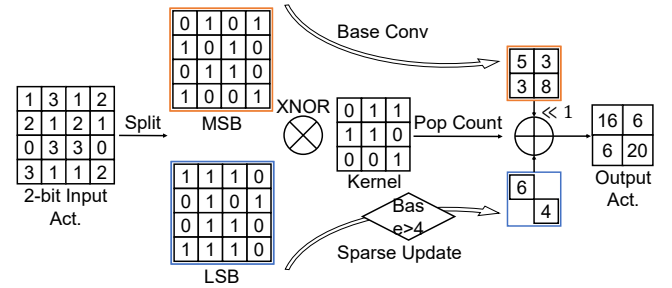 0 1 0 1
1 0 1 0
0 1 1 0
1 0 0 1
MSB
Base Conv
5 3
3 8
≪ 1
1 3 1 2
2 1 2 1
0 3 3 0
3 1 1 2
2-bit Input
Act.
Split
XNOR
0 1 1
1 1 0
0 0 1
Kernel
Pop Count
16 6
6 20
Output
Act.
1 1 1 0
0 1 0 1
0 1 1 0
1 1 1 0
LSB
Bas
e>4
Sparse Update
6
4